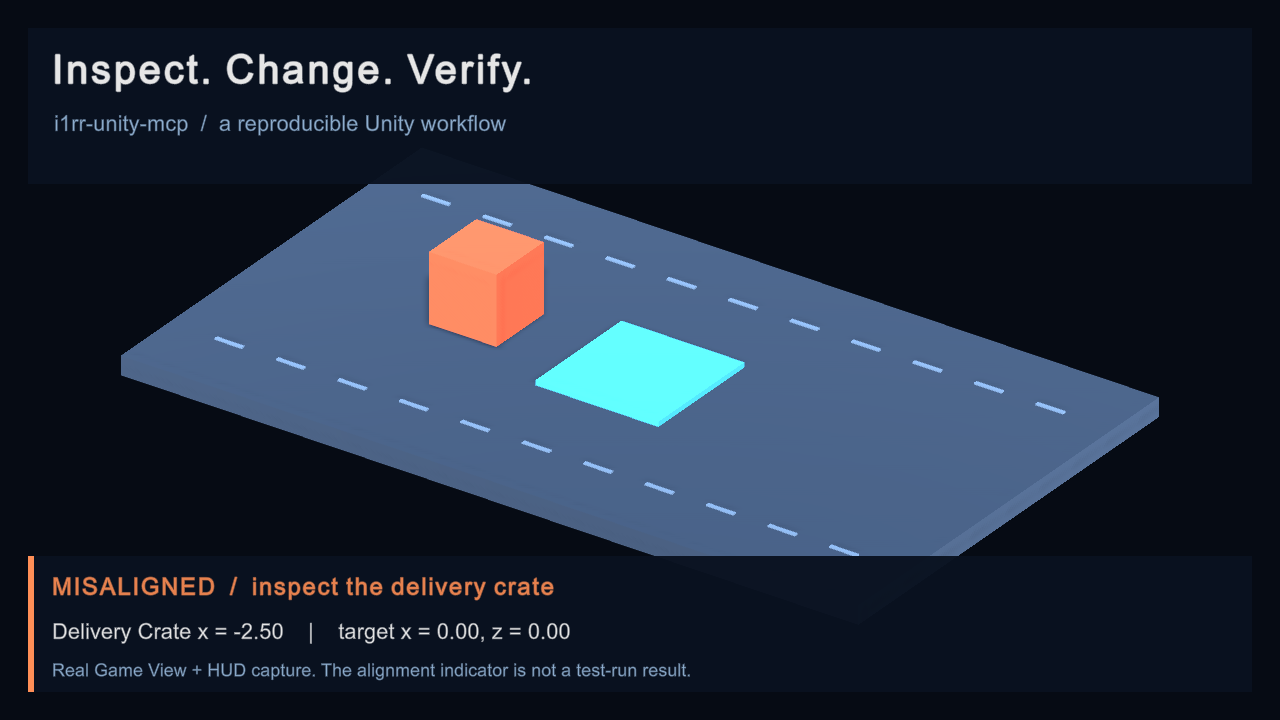 Inspect. Change. Verify.
i1rr-unity-mcp / a reproducible Unity workflow
MISALIGNED / inspect the delivery crate
Delivery Crate x = -2.50 | target x = 0.00, z = 0.00
Real Game View + HUD capture. The alignment indicator is not a test-run result.